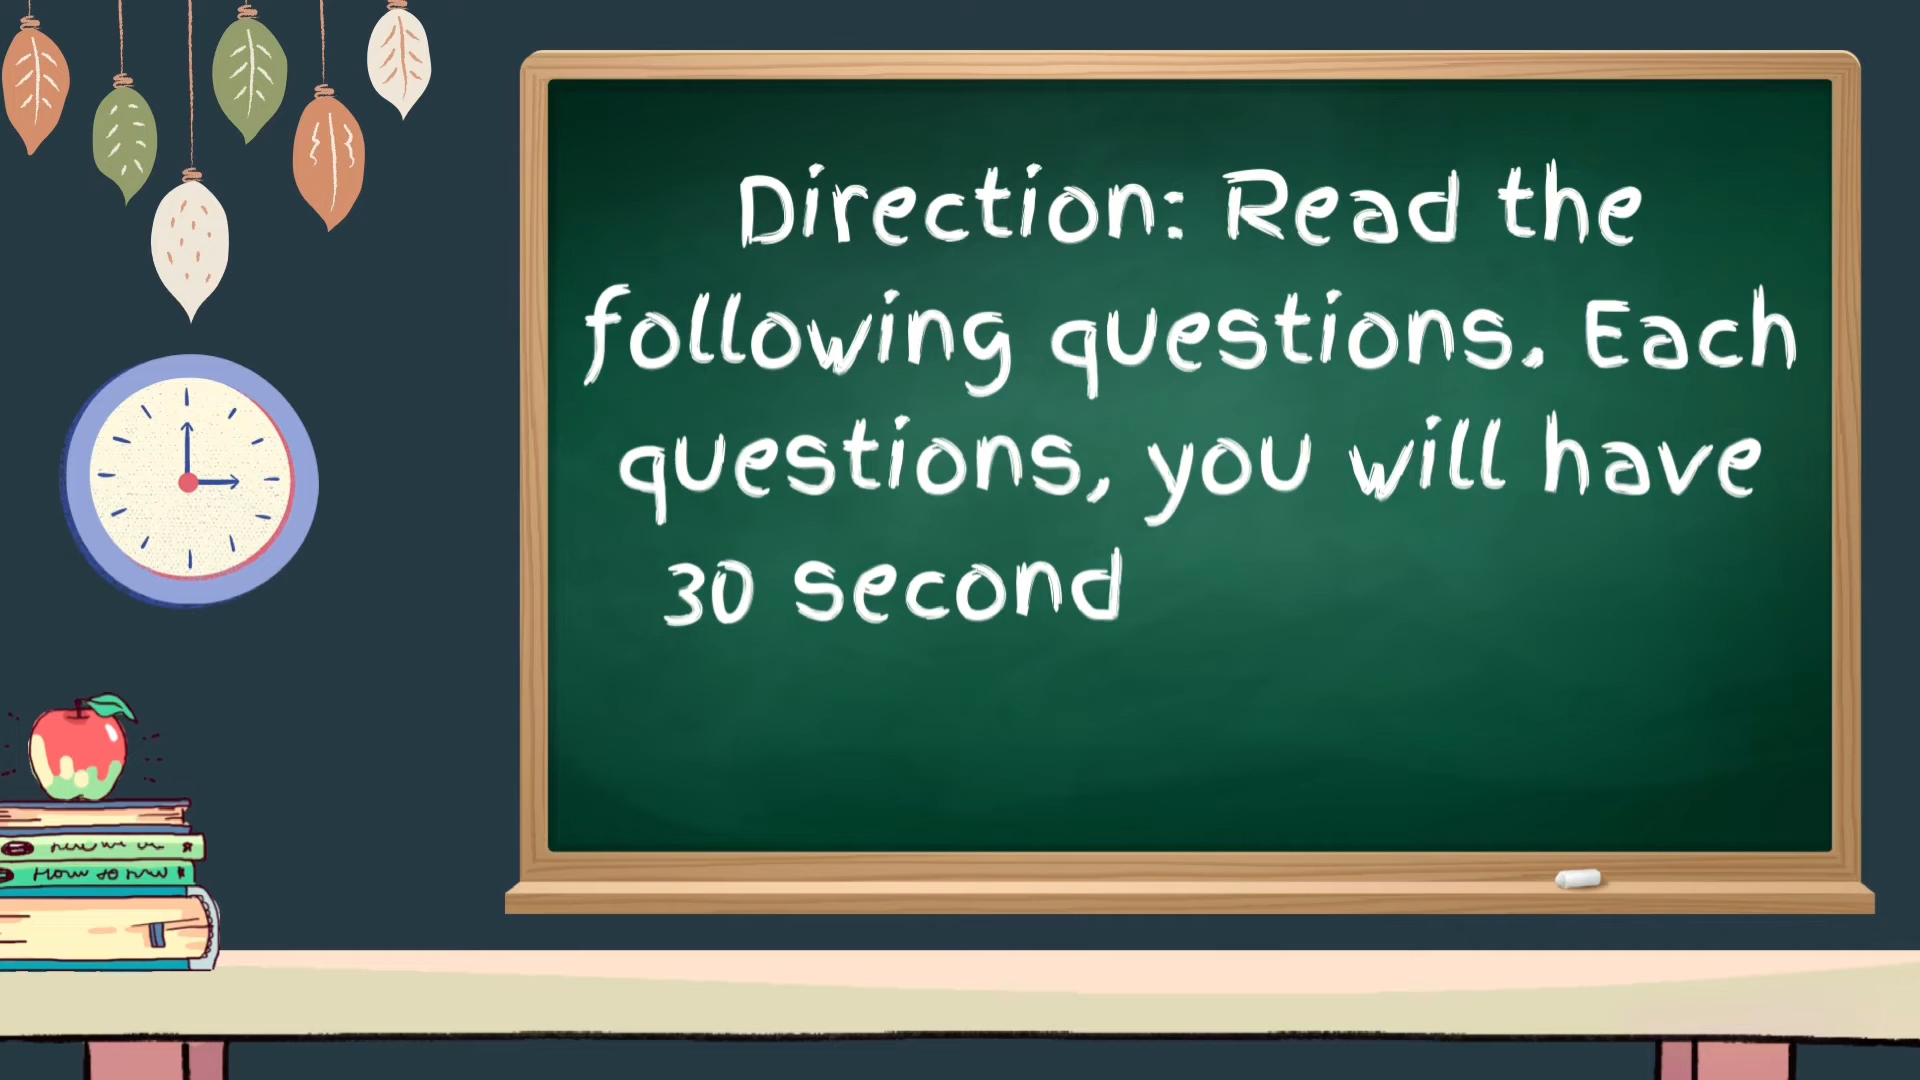 Direction: Read the
following questions. Each
questions, you will have
30 second